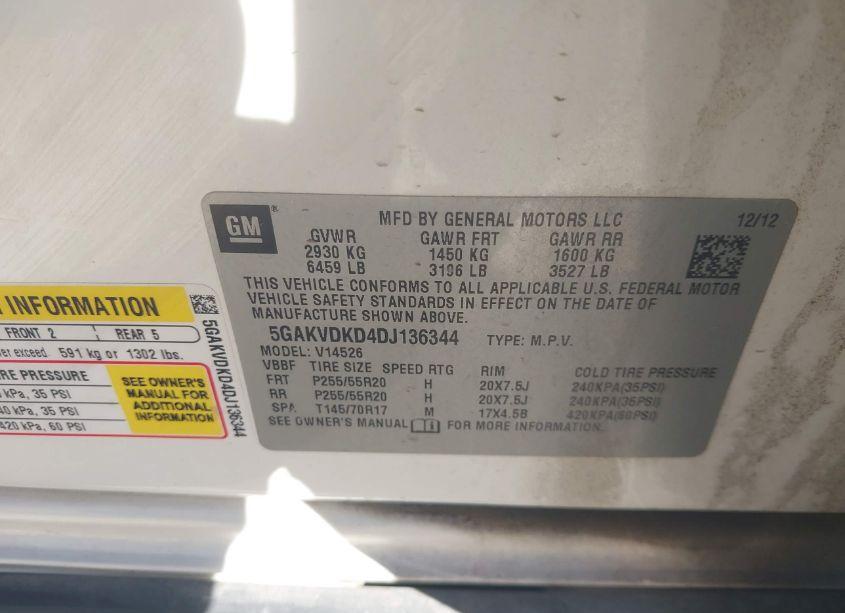 GM ®
MFD BY GENERAL MOTORS LLC 12/12
GVWR GAWR FRT GAWR RR
2930 KG 1450 KG 1600 KG
6459 LB 3196 LB 3527 LB
THIS VEHICLE CONFORMS TO ALL APPLICABLE U.S. FEDERAL MOTOR
VEHICLE SAFETY STANDARDS IN EFFECT ON THE DATE OF
MANUFACTURE SHOWN ABOVE.
5GAKVDKD4DJ136344 TYPE: M.P.V.
MODEL: V14526
VBBF TIRE SIZE SPEED RTG RIM COLD TIRE PRESSURE
FRT P255/55R20 H 20X7.5J 240KPA(35PSI)
RR P255/55R20 H 20X7.5J 240KPA(35PSI)
SPA T145/70R17 M 17X4.5B 420KPA(60PSI)
SEE OWNER'S MANUAL FOR MORE INFORMATION.
INFORMATION
FRONT 2 REAR 5
exceed 591 kg or 1302 lbs.
PRESSURE
kPa, 35 PSI
kPa, 35 PSI
420 kPa, 60 PSI
SEE OWNER'S
MANUAL FOR
ADDITIONAL
INFORMATION
5GAKVDKD4DJ136344